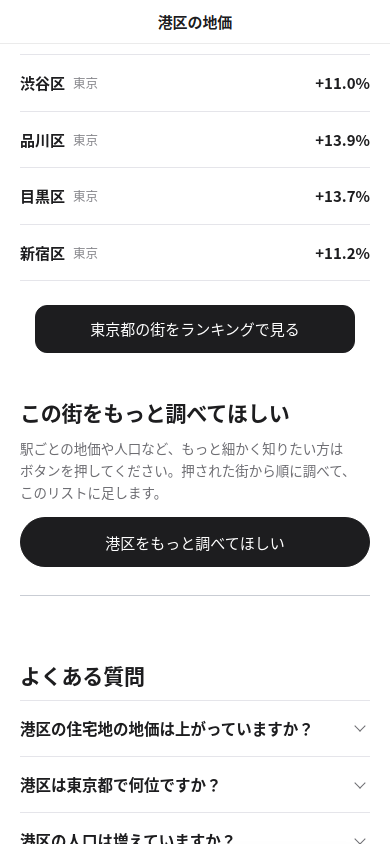 港区の地価
渋谷区 東京 +11.0%
品川区 東京 +13.9%
目黒区 東京 +13.7%
新宿区 東京 +11.2%
東京都の街をランキングで見る
この街をもっと調べてほしい
駅ごとの地価や人口など、もっと細かく知りたい方は
ボタンを押してください。押された街から順に調べて、
このリストに足します。
港区をもっと調べてほしい
よくある質問
港区の住宅地の地価は上がっていますか？
港区は東京都で何位ですか？
港区の人口は増えていますか？